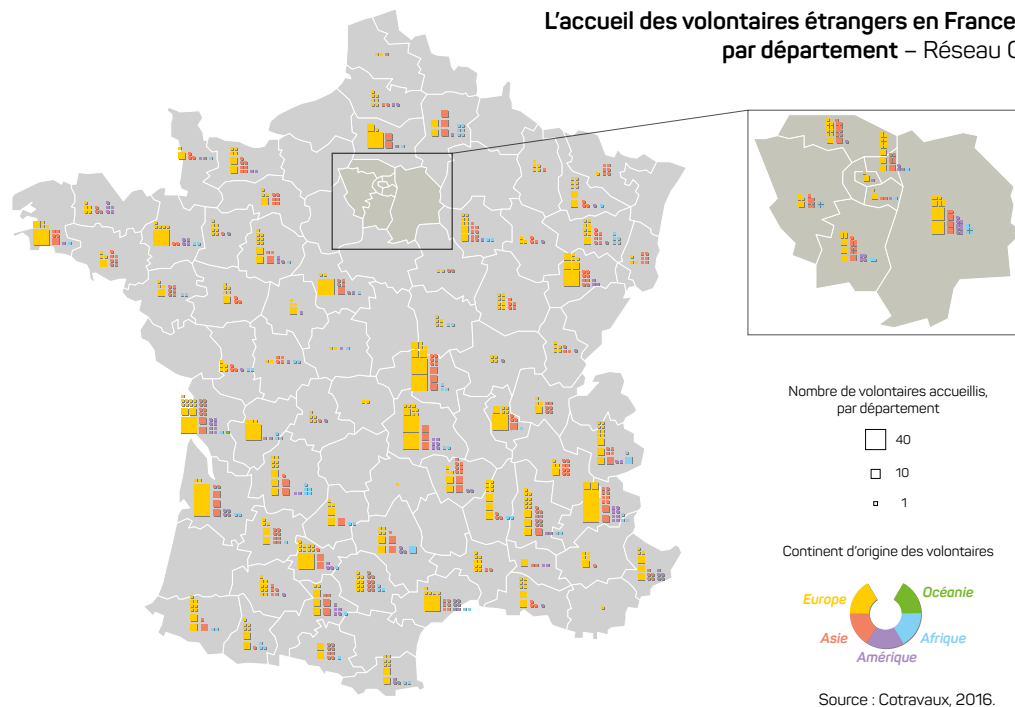 L'accueil des volontaires étrangers en France
par département – Réseau
Nombre de volontaires accueillis,
par département
40
10
1
Continent d'origine des volontaires
Europe
Océanie
Asie
Afrique
Amérique
Source : Cotravaux, 2016.